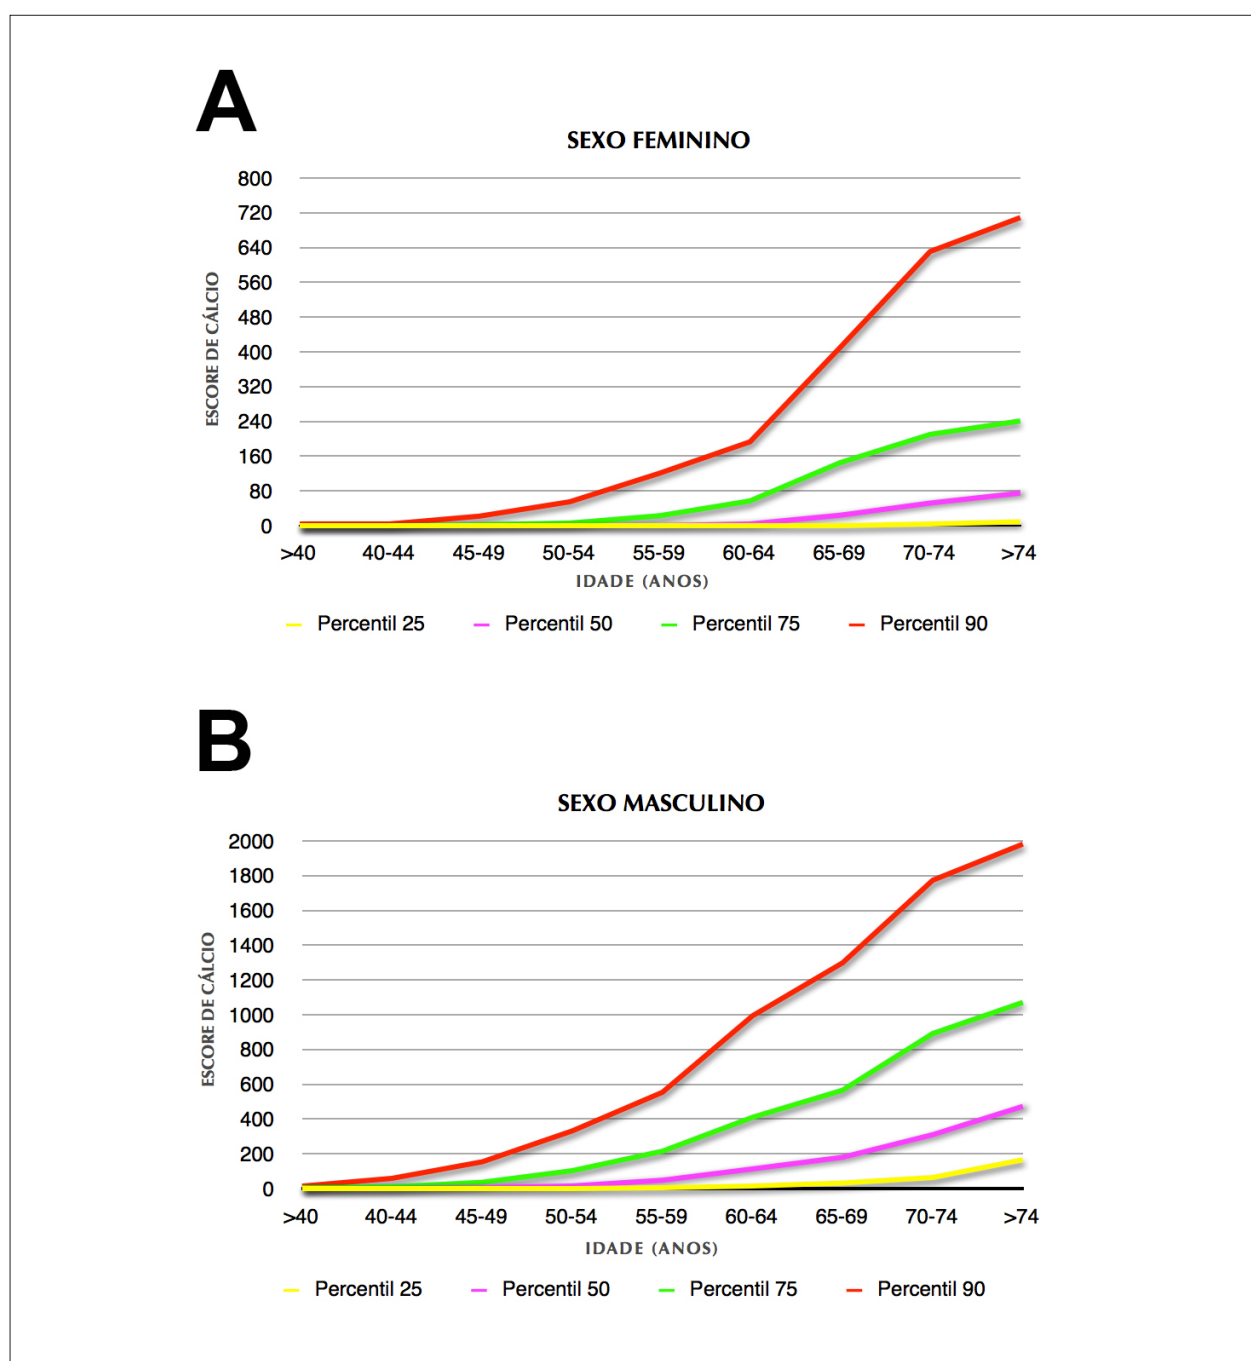 A
SEXO FEMININO
ESCORE DE CÁLCIO
800
720
640
560
480
400
320
240
160
80
0
>40 40-44 45-49 50-54 55-59 60-64 65-69 70-74 >74
IDADE (ANOS)
Percentil 25 Percentil 50 Percentil 75 Percentil 90
B
SEXO MASCULINO
ESCORE DE CÁLCIO
2000
1800
1600
1400
1200
1000
800
600
400
200
0
>40 40-44 45-49 50-54 55-59 60-64 65-69 70-74 >74
IDADE (ANOS)
Percentil 25 Percentil 50 Percentil 75 Percentil 90